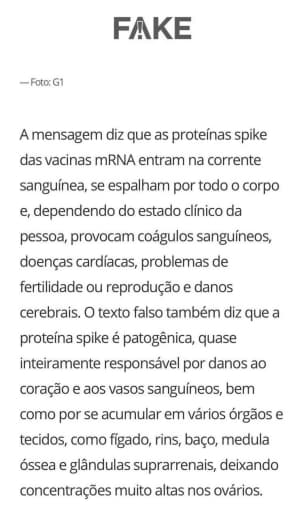 FAKE
— Foto: G1
A mensagem diz que as proteínas spike
das vacinas mRNA entram na corrente
sanguínea, se espalham por todo o corpo
e, dependendo do estado clínico da
pessoa, provocam coágulos sanguíneos,
doenças cardíacas, problemas de
fertilidade ou reprodução e danos
cerebrais. O texto falso também diz que a
proteína spike é patogênica, quase
inteiramente responsável por danos ao
coração e aos vasos sanguíneos, bem
como por se acumular em vários órgãos e
tecidos, como fígado, rins, baço, medula
óssea e glândulas suprarrenais, deixando
concentrações muito altas nos ovários.